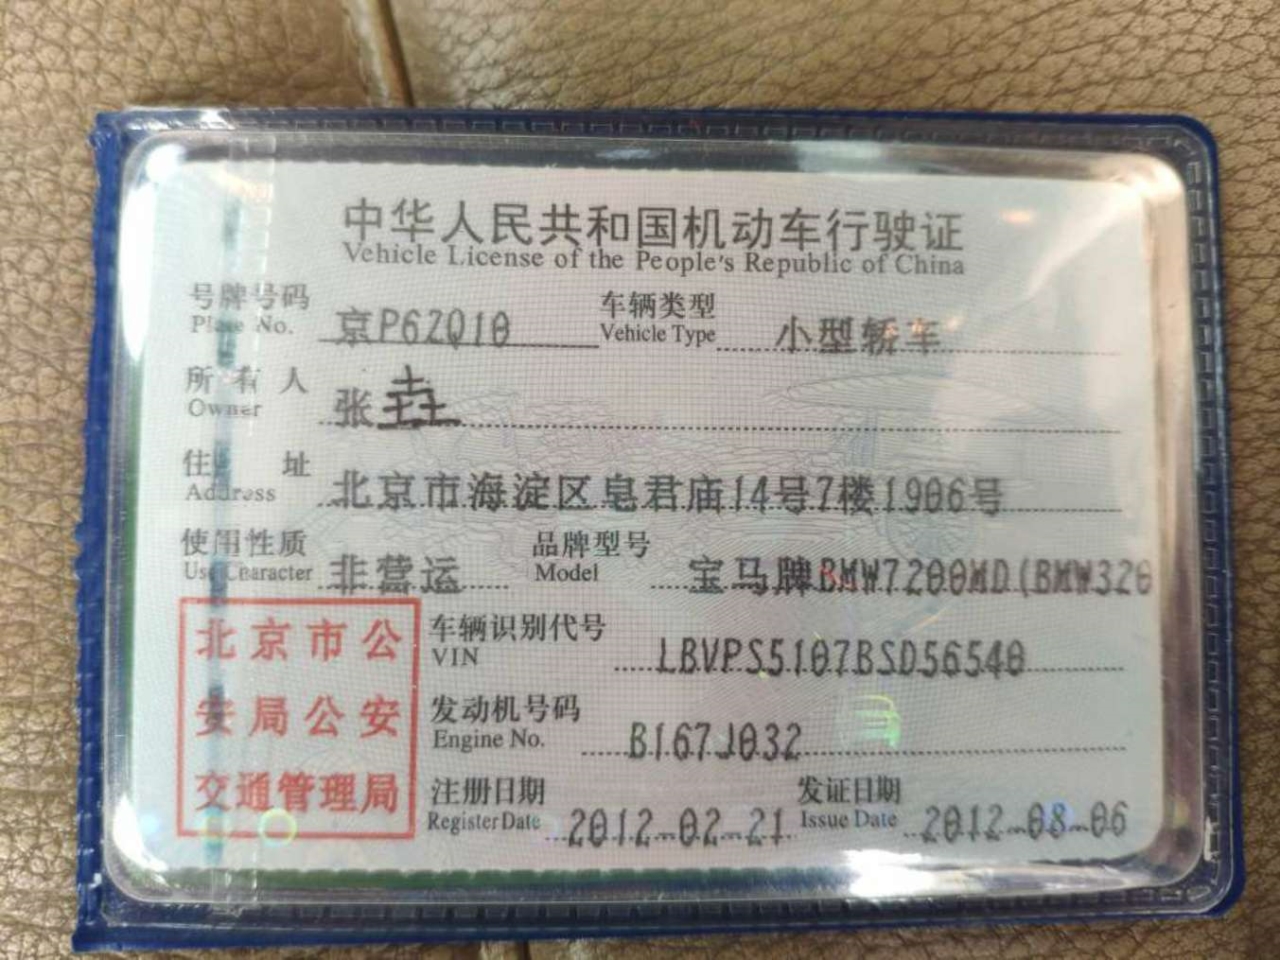 中华人民共和国机动车行驶证
Vehicle License of the People's Republic of China
号牌号码 京P6ZQ10 车辆类型 小型轿车
Plate No. Vehicle Type
所有人 张垚
Owner
住址 北京市海淀区皂君庙14号7楼1906号
Address
使用性质 非营运 品牌型号 宝马牌BMW7200MD(BMW320
Use Character Model
北京市公
安局公安
交通管理局
车辆识别代号 LBVPS5107BSD56540
VIN
发动机号码 B167J032
Engine No.
注册日期 2012-02-21 发证日期 2012-08-06
Register Date Issue Date